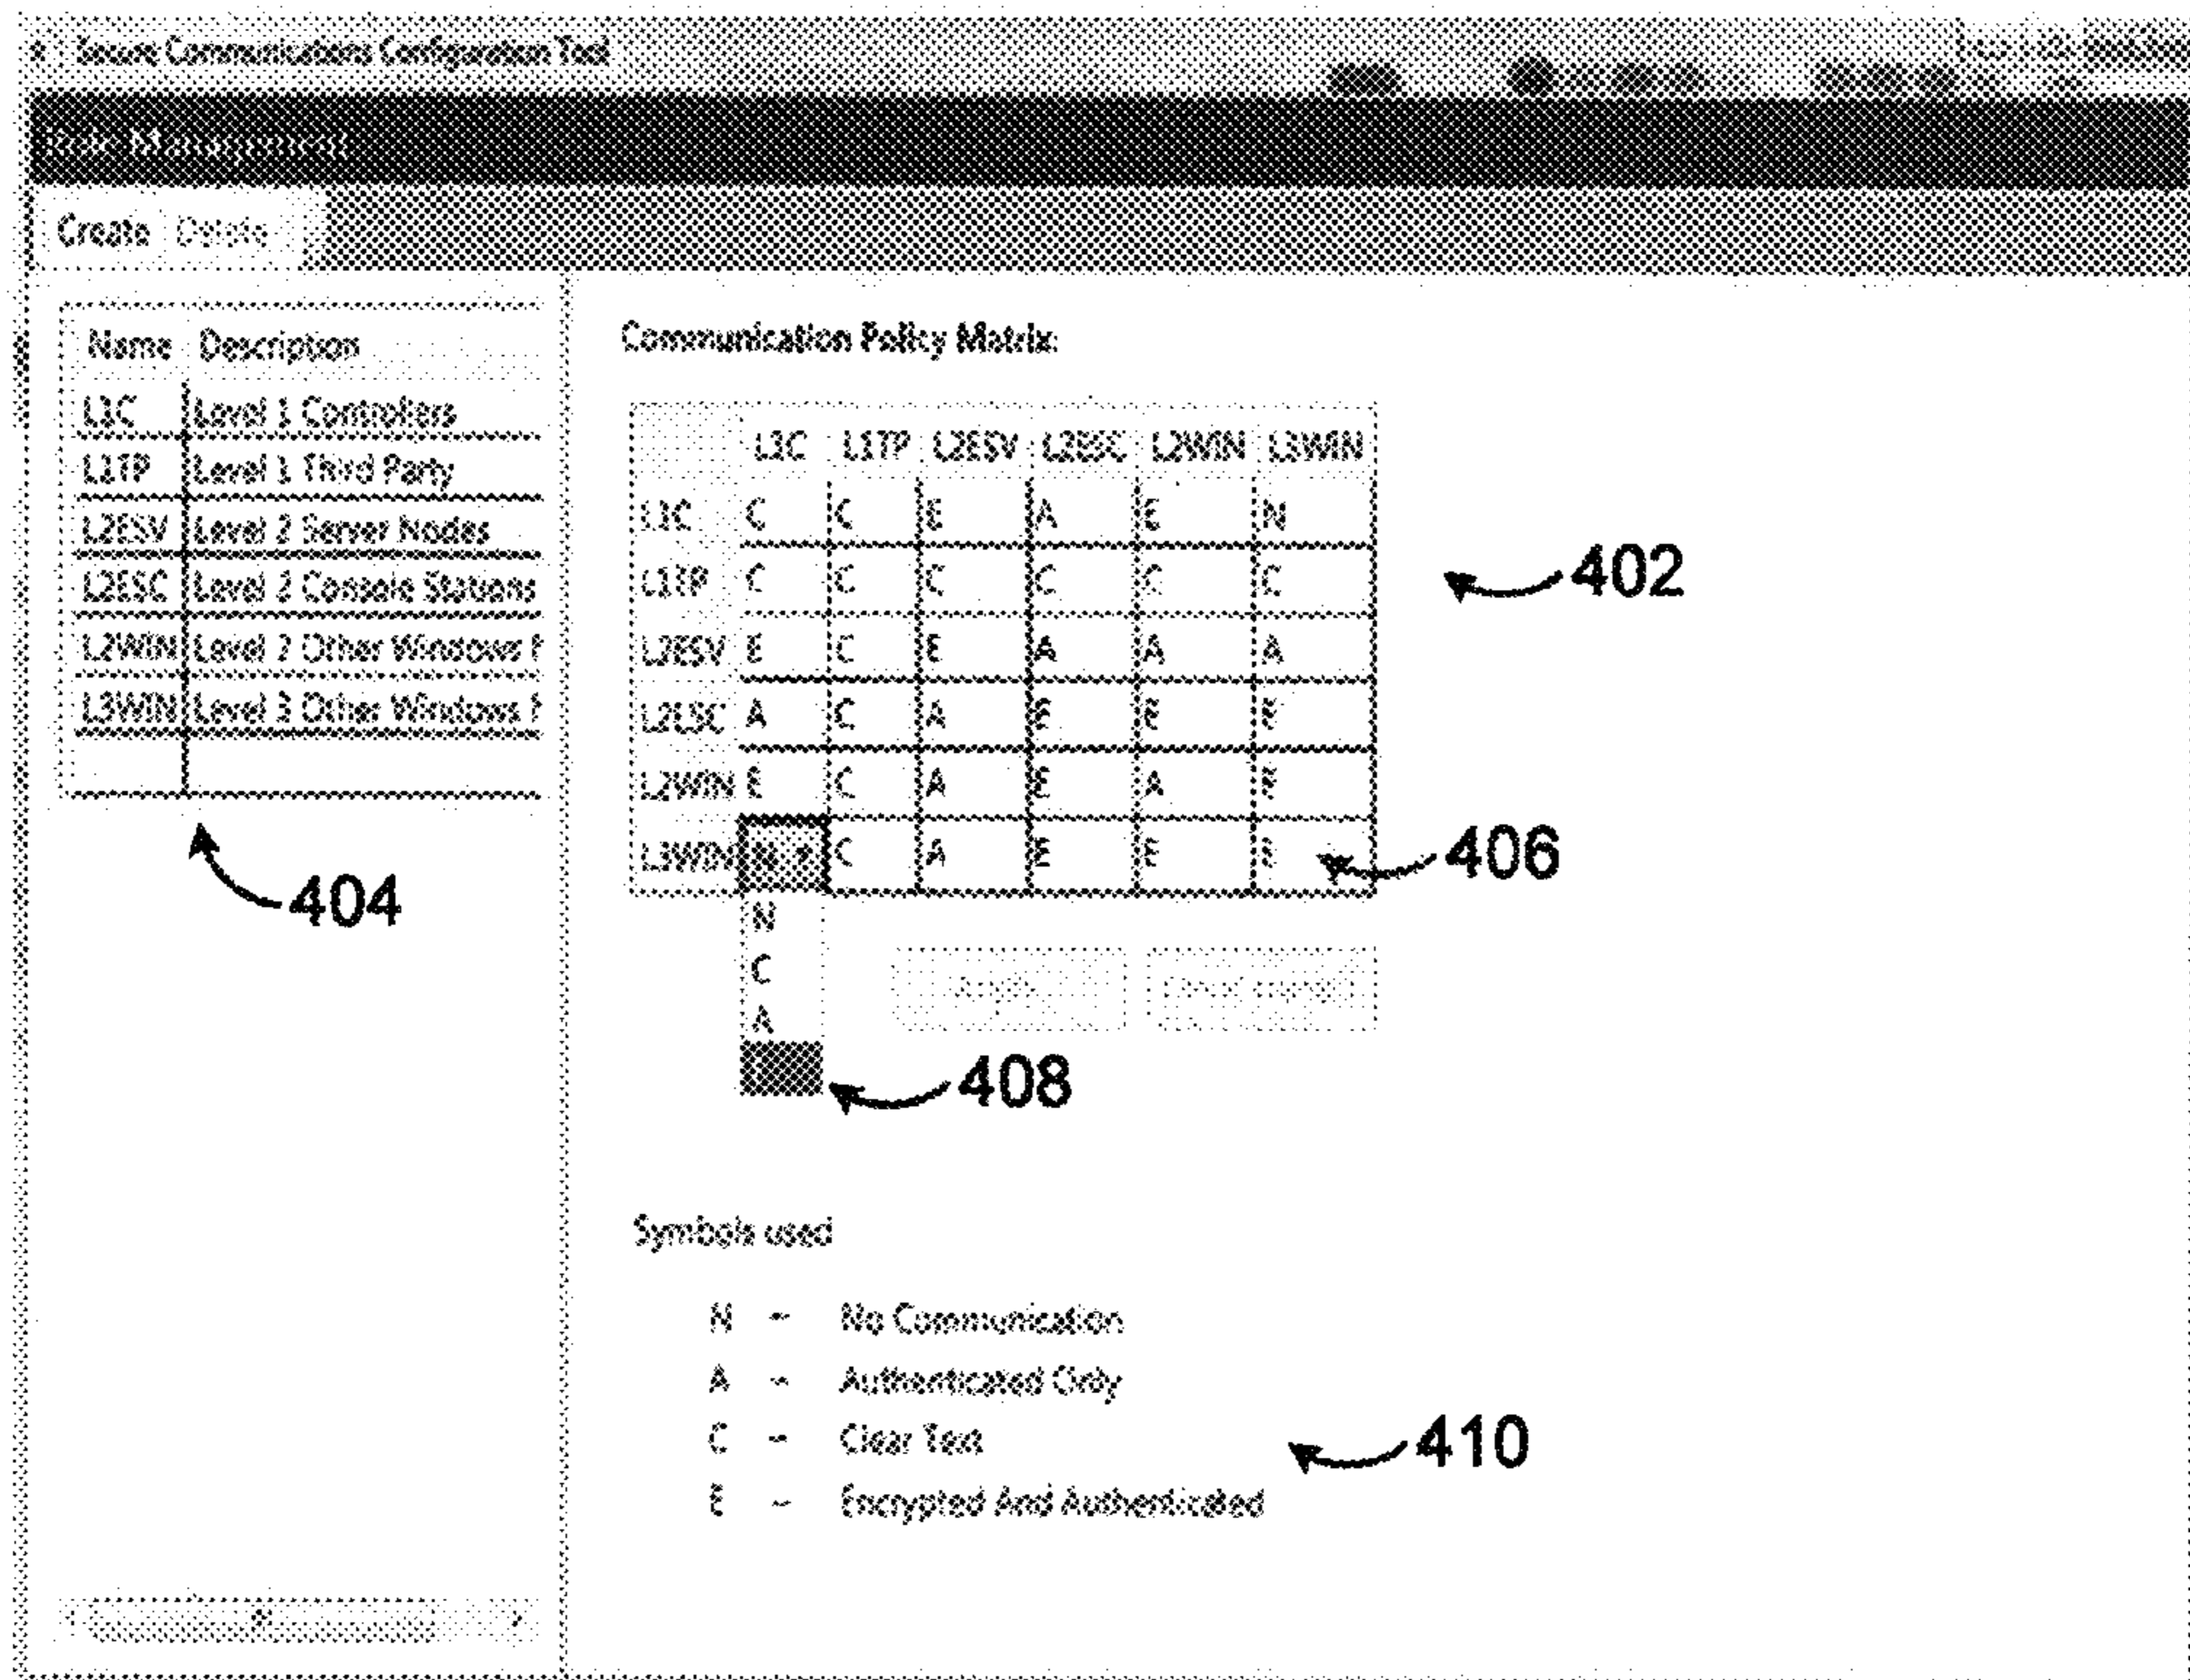 Secure Communications Configuration Tool
Role Management
Create Delete
Name Description
L1C Level 1 Controllers
L1TP Level 1 Third Party
L2ESV Level 2 Server Nodes
L2ESC Level 2 Console Stations
L2WIN Level 2 Other Windows
L3WIN Level 3 Other Windows
404
Communication Policy Matrix:
L1C L1TP L2ESV L2ESC L2WIN L3WIN
L1C C C E A E N
L1TP C C C C C C
L2ESV E C E A A A
L2ESC A C A E E E
L2WIN E C A E A E
L3WIN N C A E E E
402
406
N
C
A
408
Symbols used
N - No Communication
A - Authenticated Only
C - Clear Text
E - Encrypted And Authenticated
410